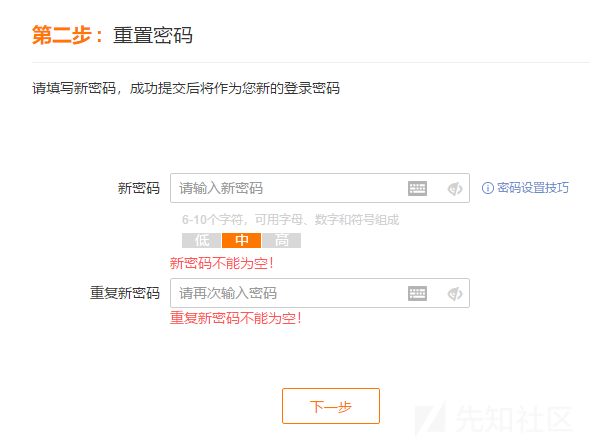 第二步：重置密码
请填写新密码，成功提交后将作为您新的登录密码
新密码 请输入新密码 密码设置技巧
6-10个字符，可用字母、数字和符号组成
低 中 高
新密码不能为空！
重复新密码 请再次输入密码
重复新密码不能为空！
下一步
先知社区